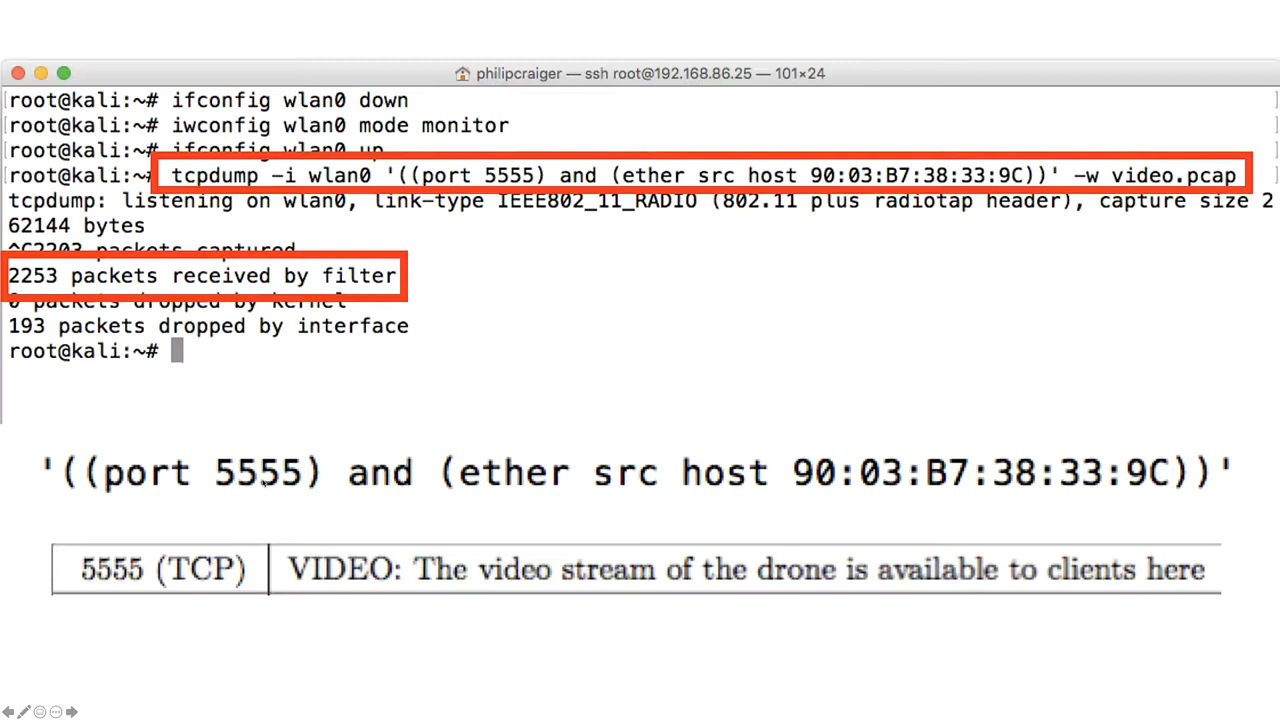 philipcraiger — ssh root@192.168.86.25 — 101×24
root@kali:~# ifconfig wlan0 down
root@kali:~# iwconfig wlan0 mode monitor
root@kali:~# ifconfig wlan0 up
root@kali:~# tcpdump -i wlan0 '((port 5555) and (ether src host 90:03:B7:38:33:9C))' -w video.pcap
tcpdump: listening on wlan0, link-type IEEE802_11_RADIO (802.11 plus radiotap header), capture size 2
62144 bytes
^C2203 packets captured
2253 packets received by filter
0 packets dropped by kernel
193 packets dropped by interface
root@kali:~#
'((port 5555) and (ether src host 90:03:B7:38:33:9C))'
5555 (TCP) VIDEO: The video stream of the drone is available to clients here